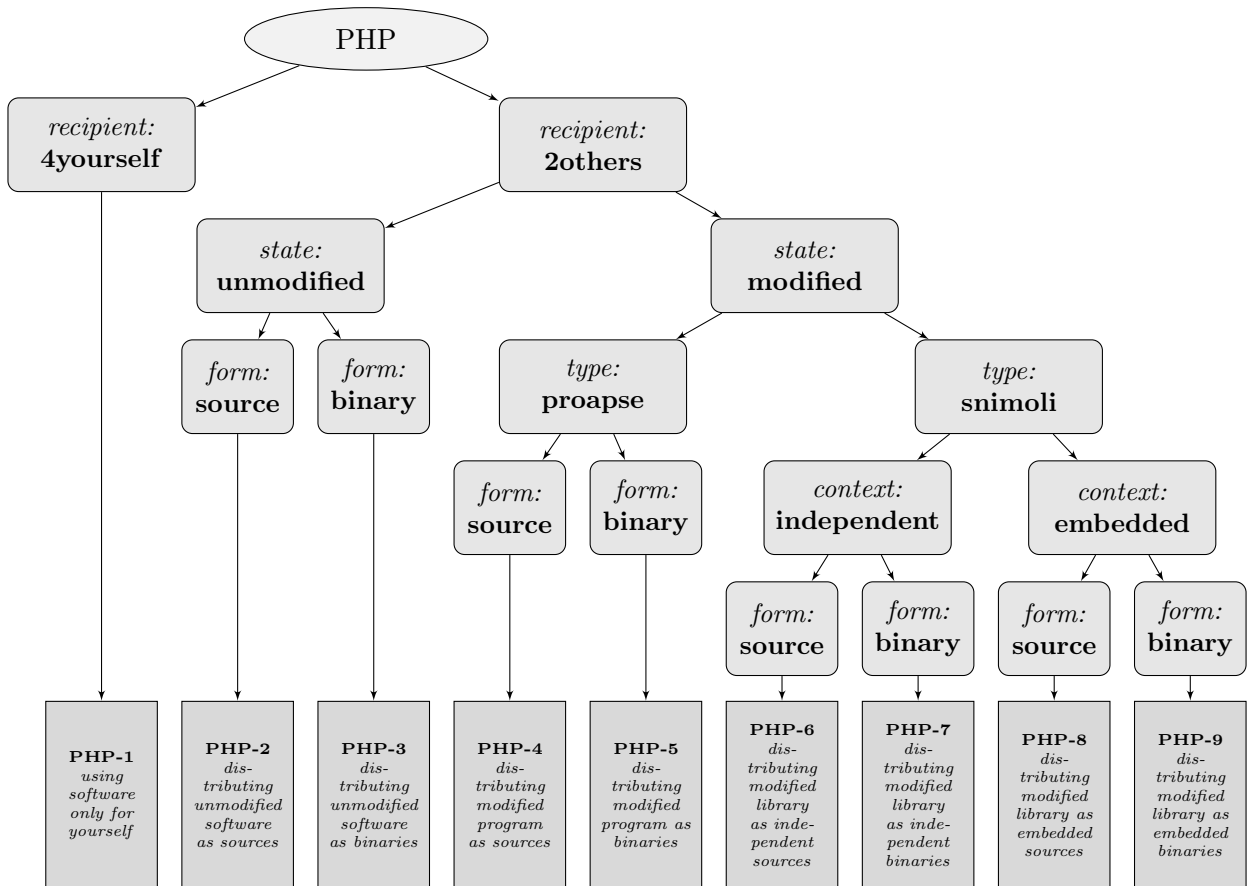 PHP
recipient:
4yourself
recipient:
2others
state:
unmodified
state:
modified
form:
source
form:
binary
type:
proapse
type:
snimoli
form:
source
form:
binary
context:
independent
context:
embedded
form:
source
form:
binary
form:
source
form:
binary
PHP-1
using
software
only for
yourself
PHP-2
dis-
tributing
unmodified
software
as sources
PHP-3
dis-
tributing
unmodified
software
as binaries
PHP-4
dis-
tributing
modified
program
as sources
PHP-5
dis-
tributing
modified
program as
binaries
PHP-6
dis-
tributing
modified
library
as inde-
pendent
sources
PHP-7
dis-
tributing
modified
library
as inde-
pendent
binaries
PHP-8
dis-
tributing
modified
library as
embedded
sources
PHP-9
dis-
tributing
modified
library as
embedded
binaries